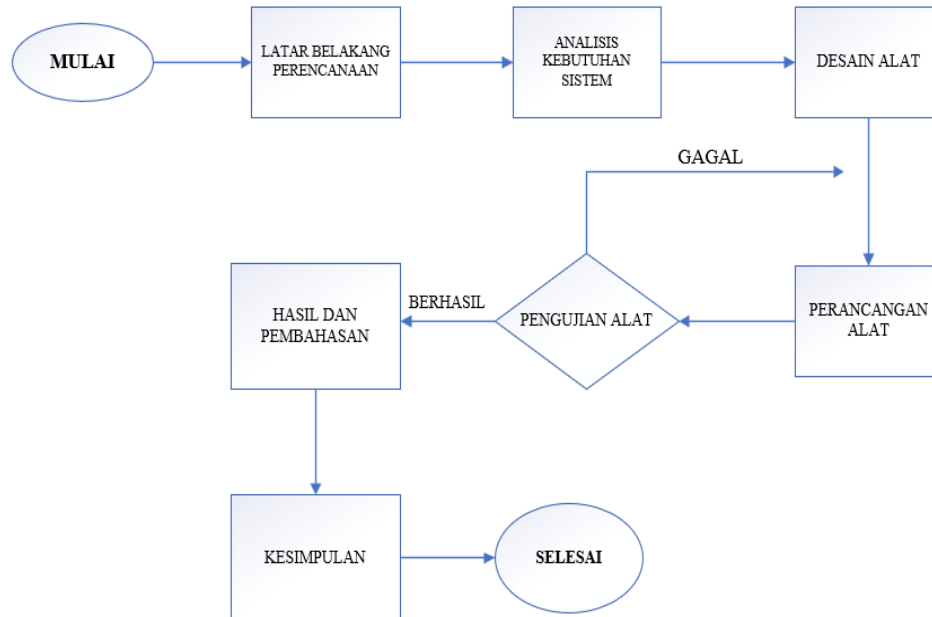 MULAI
LATAR BELAKANG
PERENCANAAN
ANALISIS
KEBUTUHAN
SISTEM
DESAIN ALAT
GAGAL
PERANCANGAN
ALAT
PENGUJIAN ALAT
BERHASIL
HASIL DAN
PEMBAHASAN
KESIMPULAN
SELESAI